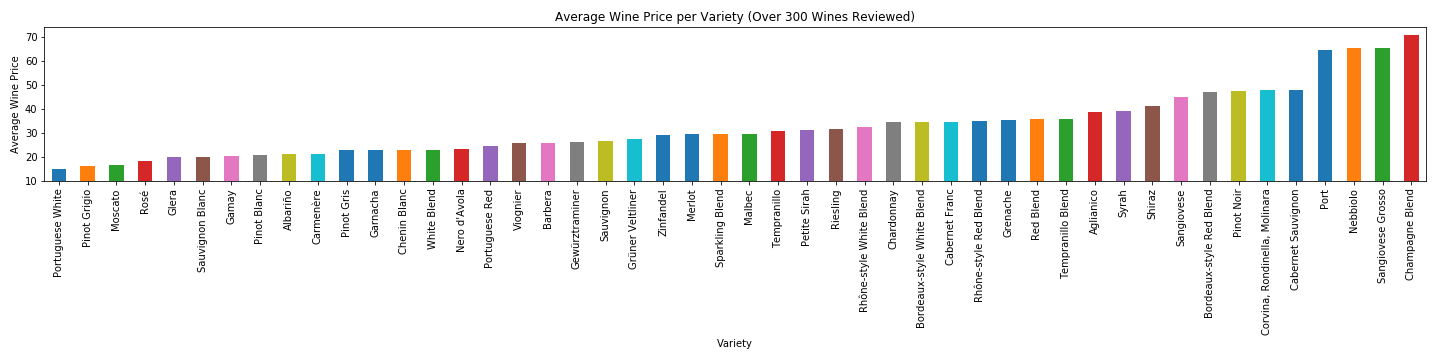 Average Wine Price per Variety (Over 300 Wines Reviewed)
Average Wine Price
70
60
50
40
30
20
10
Portuguese White
Pinot Grigio
Moscato
Rosé
Glera
Sauvignon Blanc
Gamay
Pinot Blanc
Albariño
Carmenère
Pinot Gris
Garnacha
Chenin Blanc
White Blend
Nero d'Avola
Portuguese Red
Viognier
Barbera
Gewürztraminer
Sauvignon
Grüner Veltliner
Zinfandel
Merlot
Sparkling Blend
Malbec
Tempranillo
Petite Sirah
Riesling
Rhône-style White Blend
Chardonnay
Bordeaux-style White Blend
Cabernet Franc
Rhône-style Red Blend
Grenache
Red Blend
Tempranillo Blend
Aglianico
Syrah
Shiraz
Sangiovese
Bordeaux-style Red Blend
Pinot Noir
Corvina, Rondinella, Molinara
Cabernet Sauvignon
Port
Nebbiolo
Sangiovese Grosso
Champagne Blend
Variety